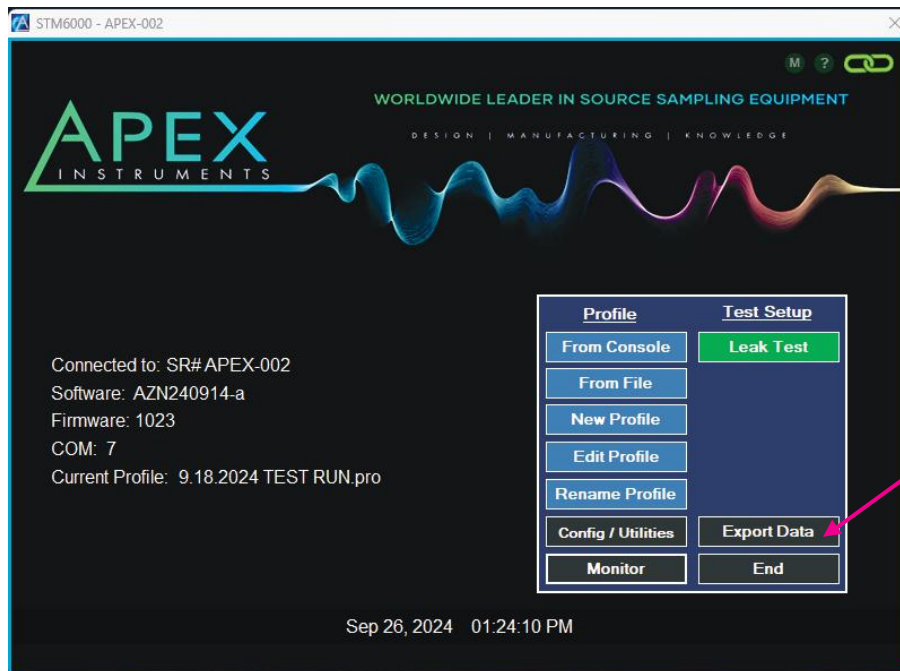 STM6000 - APEX-002
M ?
WORLDWIDE LEADER IN SOURCE SAMPLING EQUIPMENT
DESIGN | MANUFACTURING | KNOWLEDGE
APEX
INSTRUMENTS
Profile Test Setup
From Console Leak Test
From File
New Profile
Edit Profile
Rename Profile
Config / Utilities Export Data
Monitor End
Connected to: SR# APEX-002
Software: AZN240914-a
Firmware: 1023
COM: 7
Current Profile: 9.18.2024 TEST RUN.pro
Sep 26, 2024 01:24:10 PM